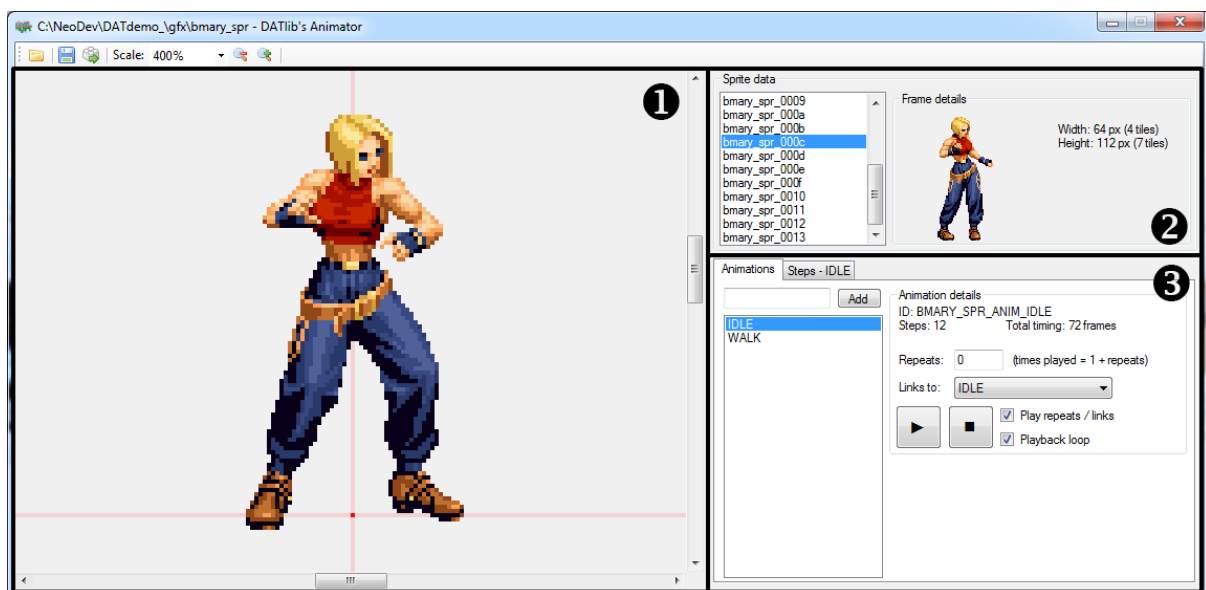 C:\NeoDev\DATdemo_\gfx\bmary_spr - DATlib's Animator
Scale: 400%
1
Sprite data
bmary_spr_0009
bmary_spr_000a
bmary_spr_000b
bmary_spr_000c
bmary_spr_000d
bmary_spr_000e
bmary_spr_000f
bmary_spr_0010
bmary_spr_0011
bmary_spr_0012
bmary_spr_0013
Frame details
Width: 64 px (4 tiles)
Height: 112 px (7 tiles)
2
Animations
Steps - IDLE
3
Add
IDLE
WALK
Animation details
ID: BMARY_SPR_ANIM_IDLE
Steps: 12 Total timing: 72 frames
Repeats: 0 (times played = 1 + repeats)
Links to: IDLE
Play repeats / links
Playback loop